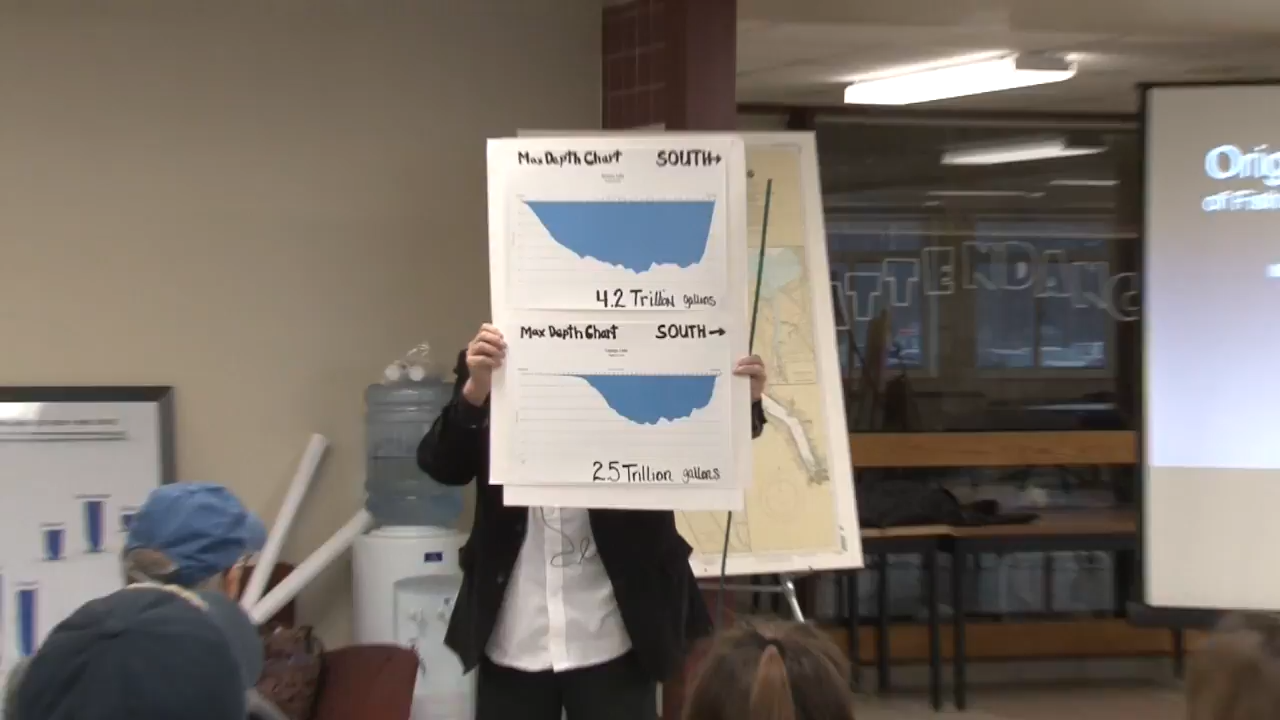 Max Depth Chart SOUTH→
4.2 Trillion gallons
Max Depth Chart SOUTH→
2.5 Trillion gallons
ATTENDANC
Orig